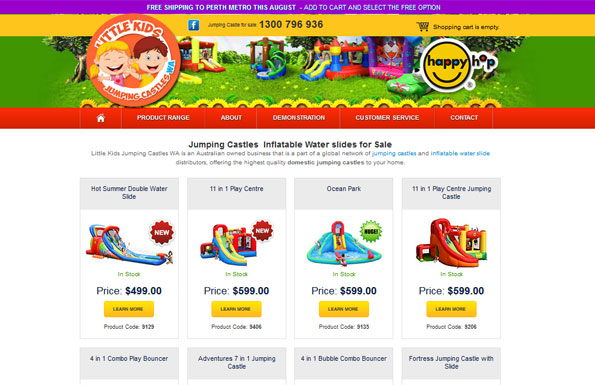 FREE SHIPPING TO PERTH METRO THIS AUGUST - ADD TO CART AND SELECT THE FREE OPTION
f Jumping Castle for sale 1300 796 936
Shopping cart is empty.
LITTLE KIDS
JUMPING CASTLES WA
happy hop ®
PRODUCT RANGE ABOUT DEMONSTRATION CUSTOMER SERVICE CONTACT
Jumping Castles Inflatable Water slides for Sale
Little Kids Jumping Castles WA is an Australian owned business that is a part of a global network of jumping castles and inflatable water slide
distributors, offering the highest quality domestic jumping castles to your home.
Hot Summer Double Water
Slide
NEW
In Stock
Price: $499.00
LEARN MORE
Product Code: 9129
11 in 1 Play Centre
NEW
In Stock
Price: $599.00
LEARN MORE
Product Code: 9406
Ocean Park
HUGE!
In Stock
Price: $599.00
LEARN MORE
Product Code: 9135
11 in 1 Play Centre Jumping
Castle
In Stock
Price: $599.00
LEARN MORE
Product Code: 9206
4 in 1 Combo Play Bouncer
Adventures 7 in 1 Jumping
Castle
4 in 1 Bubble Combo Bouncer
Fortress Jumping Castle with
Slide